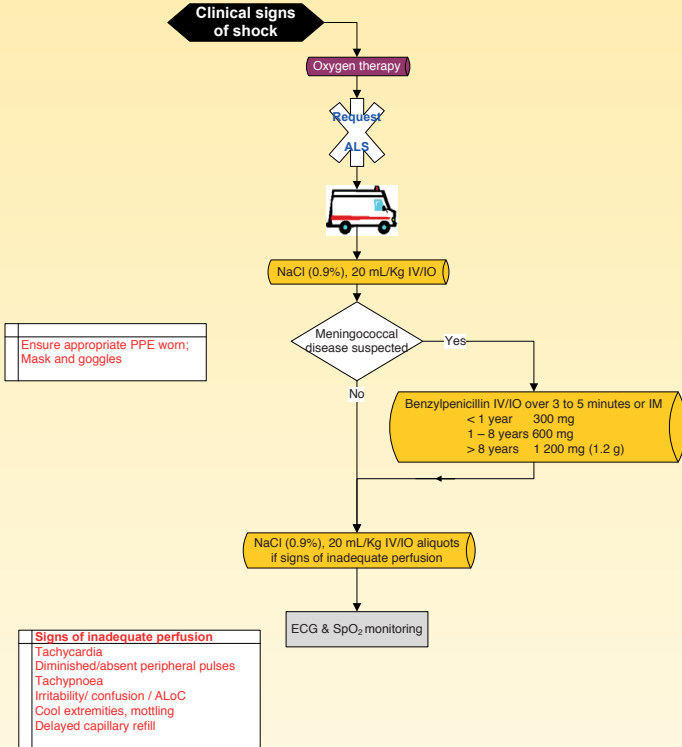 Clinical signs
of shock
Oxygen therapy
Request
ALS
NaCl (0.9%), 20 mL/Kg IV/IO
Ensure appropriate PPE worn;
Mask and goggles
Meningococcal
disease suspected
Yes
No
Benzylpenicillin IV/IO over 3 to 5 minutes or IM
< 1 year 300 mg
1 – 8 years 600 mg
> 8 years 1 200 mg (1.2 g)
NaCl (0.9%), 20 mL/Kg IV/IO aliquots
if signs of inadequate perfusion
ECG & SpO₂ monitoring
Signs of inadequate perfusion
Tachycardia
Diminished/absent peripheral pulses
Tachypnoea
Irritability/ confusion / ALoC
Cool extremities, mottling
Delayed capillary refill